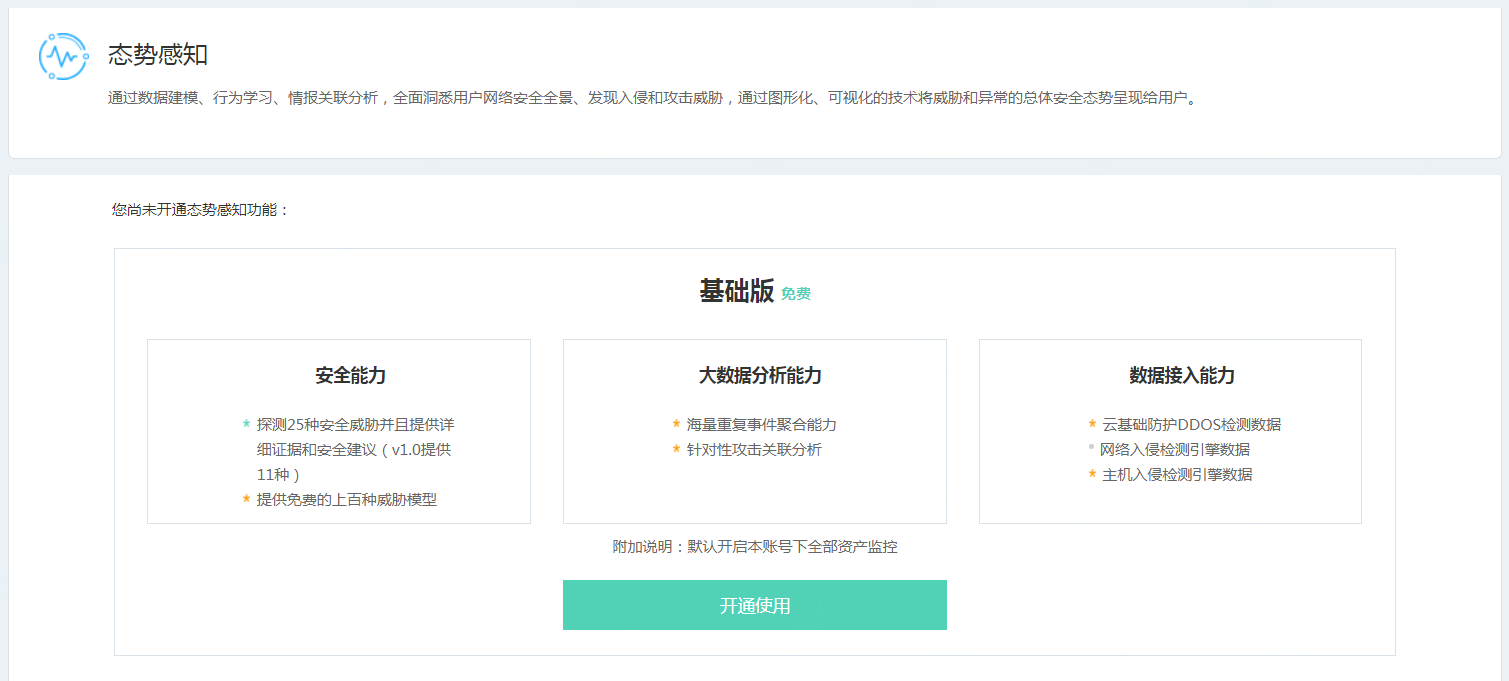 态势感知
通过数据建模、行为学习、情报关联分析，全面洞悉用户网络安全全景、发现入侵和攻击威胁，通过图形化、可视化的技术将威胁和异常的总体安全态势呈现给用户。
您尚未开通态势感知功能：
基础版 免费
安全能力
* 探测25种安全威胁并且提供详
细证据和安全建议（v1.0提供
11种）
* 提供免费的上百种威胁模型
大数据分析能力
* 海量重复事件聚合能力
* 针对性攻击关联分析
数据接入能力
* 云基础防护DDOS检测数据
* 网络入侵检测引擎数据
* 主机入侵检测引擎数据
附加说明：默认开启本账号下全部资产监控
开通使用